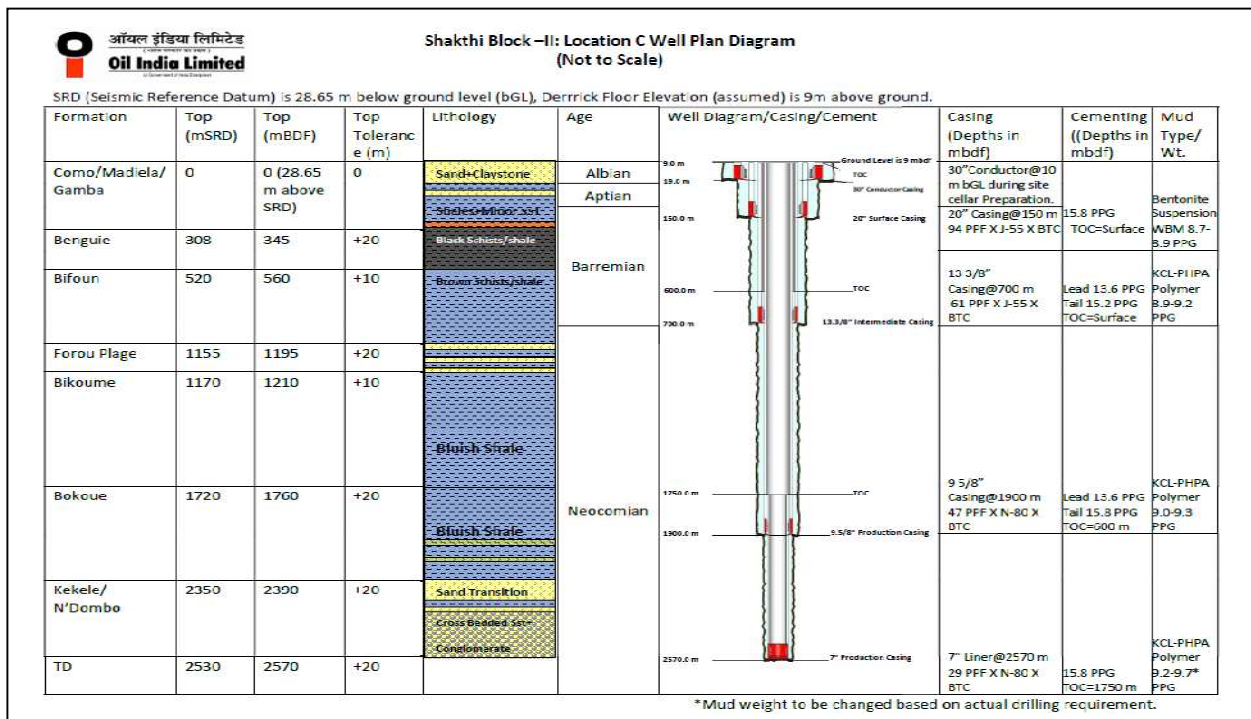 ऑयल इंडिया लिमिटेड
Oil India Limited
Shakthi Block –II: Location C Well Plan Diagram
(Not to Scale)
SRD (Seismic Reference Datum) is 28.65 m below ground level (bGL), Derrrick Floor Elevation (assumed) is 9m above ground.
Formation
Top
(mSRD)
Top
(mBDF)
Top
Toleranc
e (m)
Lithology
Age
Well Diagram/Casing/Cement
Casing
(Depths in
mbdf)
Cementing
((Depths in
mbdf)
Mud
Type/
Wt.
Como/Madiela/
Gamba
0
0 (28.65
m above
SRD)
0
Sand+Claystone
Albian
Aptian
Benguie
308
345
+20
Black Schists/shale
Barremian
Bifoun
520
560
+10
Brown Schists/shale
Forou Plage
1155
1195
+20
Bikoume
1170
1210
+10
Bluish Shale
Bokoue
1720
1760
+20
Bluish Shale
Neocomian
Kekele/
N'Dombo
2350
2390
+20
Sand Transition
Cross Bedded Sst+
Conglomerate
TD
2530
2570
+20
9.0 m
Ground Level is 9 mbdf
TOC
19.0 m
30" Conductor Casing
150.0 m
20" Surface Casing
600.0 m
TOC
700.0 m
13.3/8" Intermediate Casing
1750.0 m
TOC
1900.0 m
9.5/8" Production Casing
2570.0 m
7" Production Casing
30"Conductor@10
m bGL during site
cellar Preparation.
20" Casing@150 m
94 PPF X J-55 X BTC
15.8 PPG
TOC=Surface
Bentonite
Suspension
WBM 8.7-
8.9 PPG
13 3/8"
Casing@700 m
61 PPF X J-55 X
BTC
Lead 13.6 PPG
Tail 15.2 PPG
TOC=Surface
KCL-PHPA
Polymer
8.9-9.2
PPG
9 5/8"
Casing@1900 m
47 PPF X N-80 X
BTC
Lead 13.6 PPG
Tail 15.8 PPG
TOC=600 m
KCL-PHPA
Polymer
9.0-9.3
PPG
7" Liner@2570 m
29 PPF X N-80 X
BTC
15.8 PPG
TOC=1750 m
KCL-PHPA
Polymer
9.2-9.7*
PPG
*Mud weight to be changed based on actual drilling requirement.